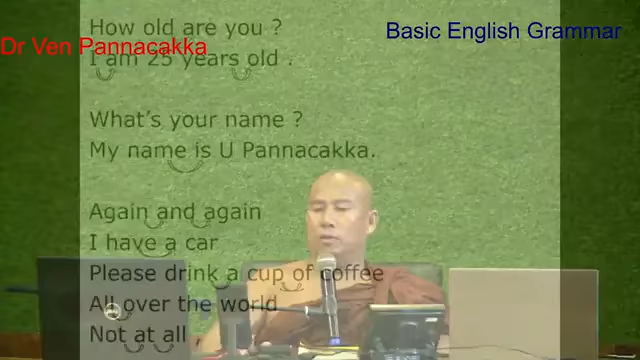 How old are you ?
Basic English Grammar
Dr Ven Pannacakka
I am 25 years old .
What's your name ?
My name is U Pannacakka.
Again and again
I have a car
Please drink a cup of coffee
All over the world
Not at all